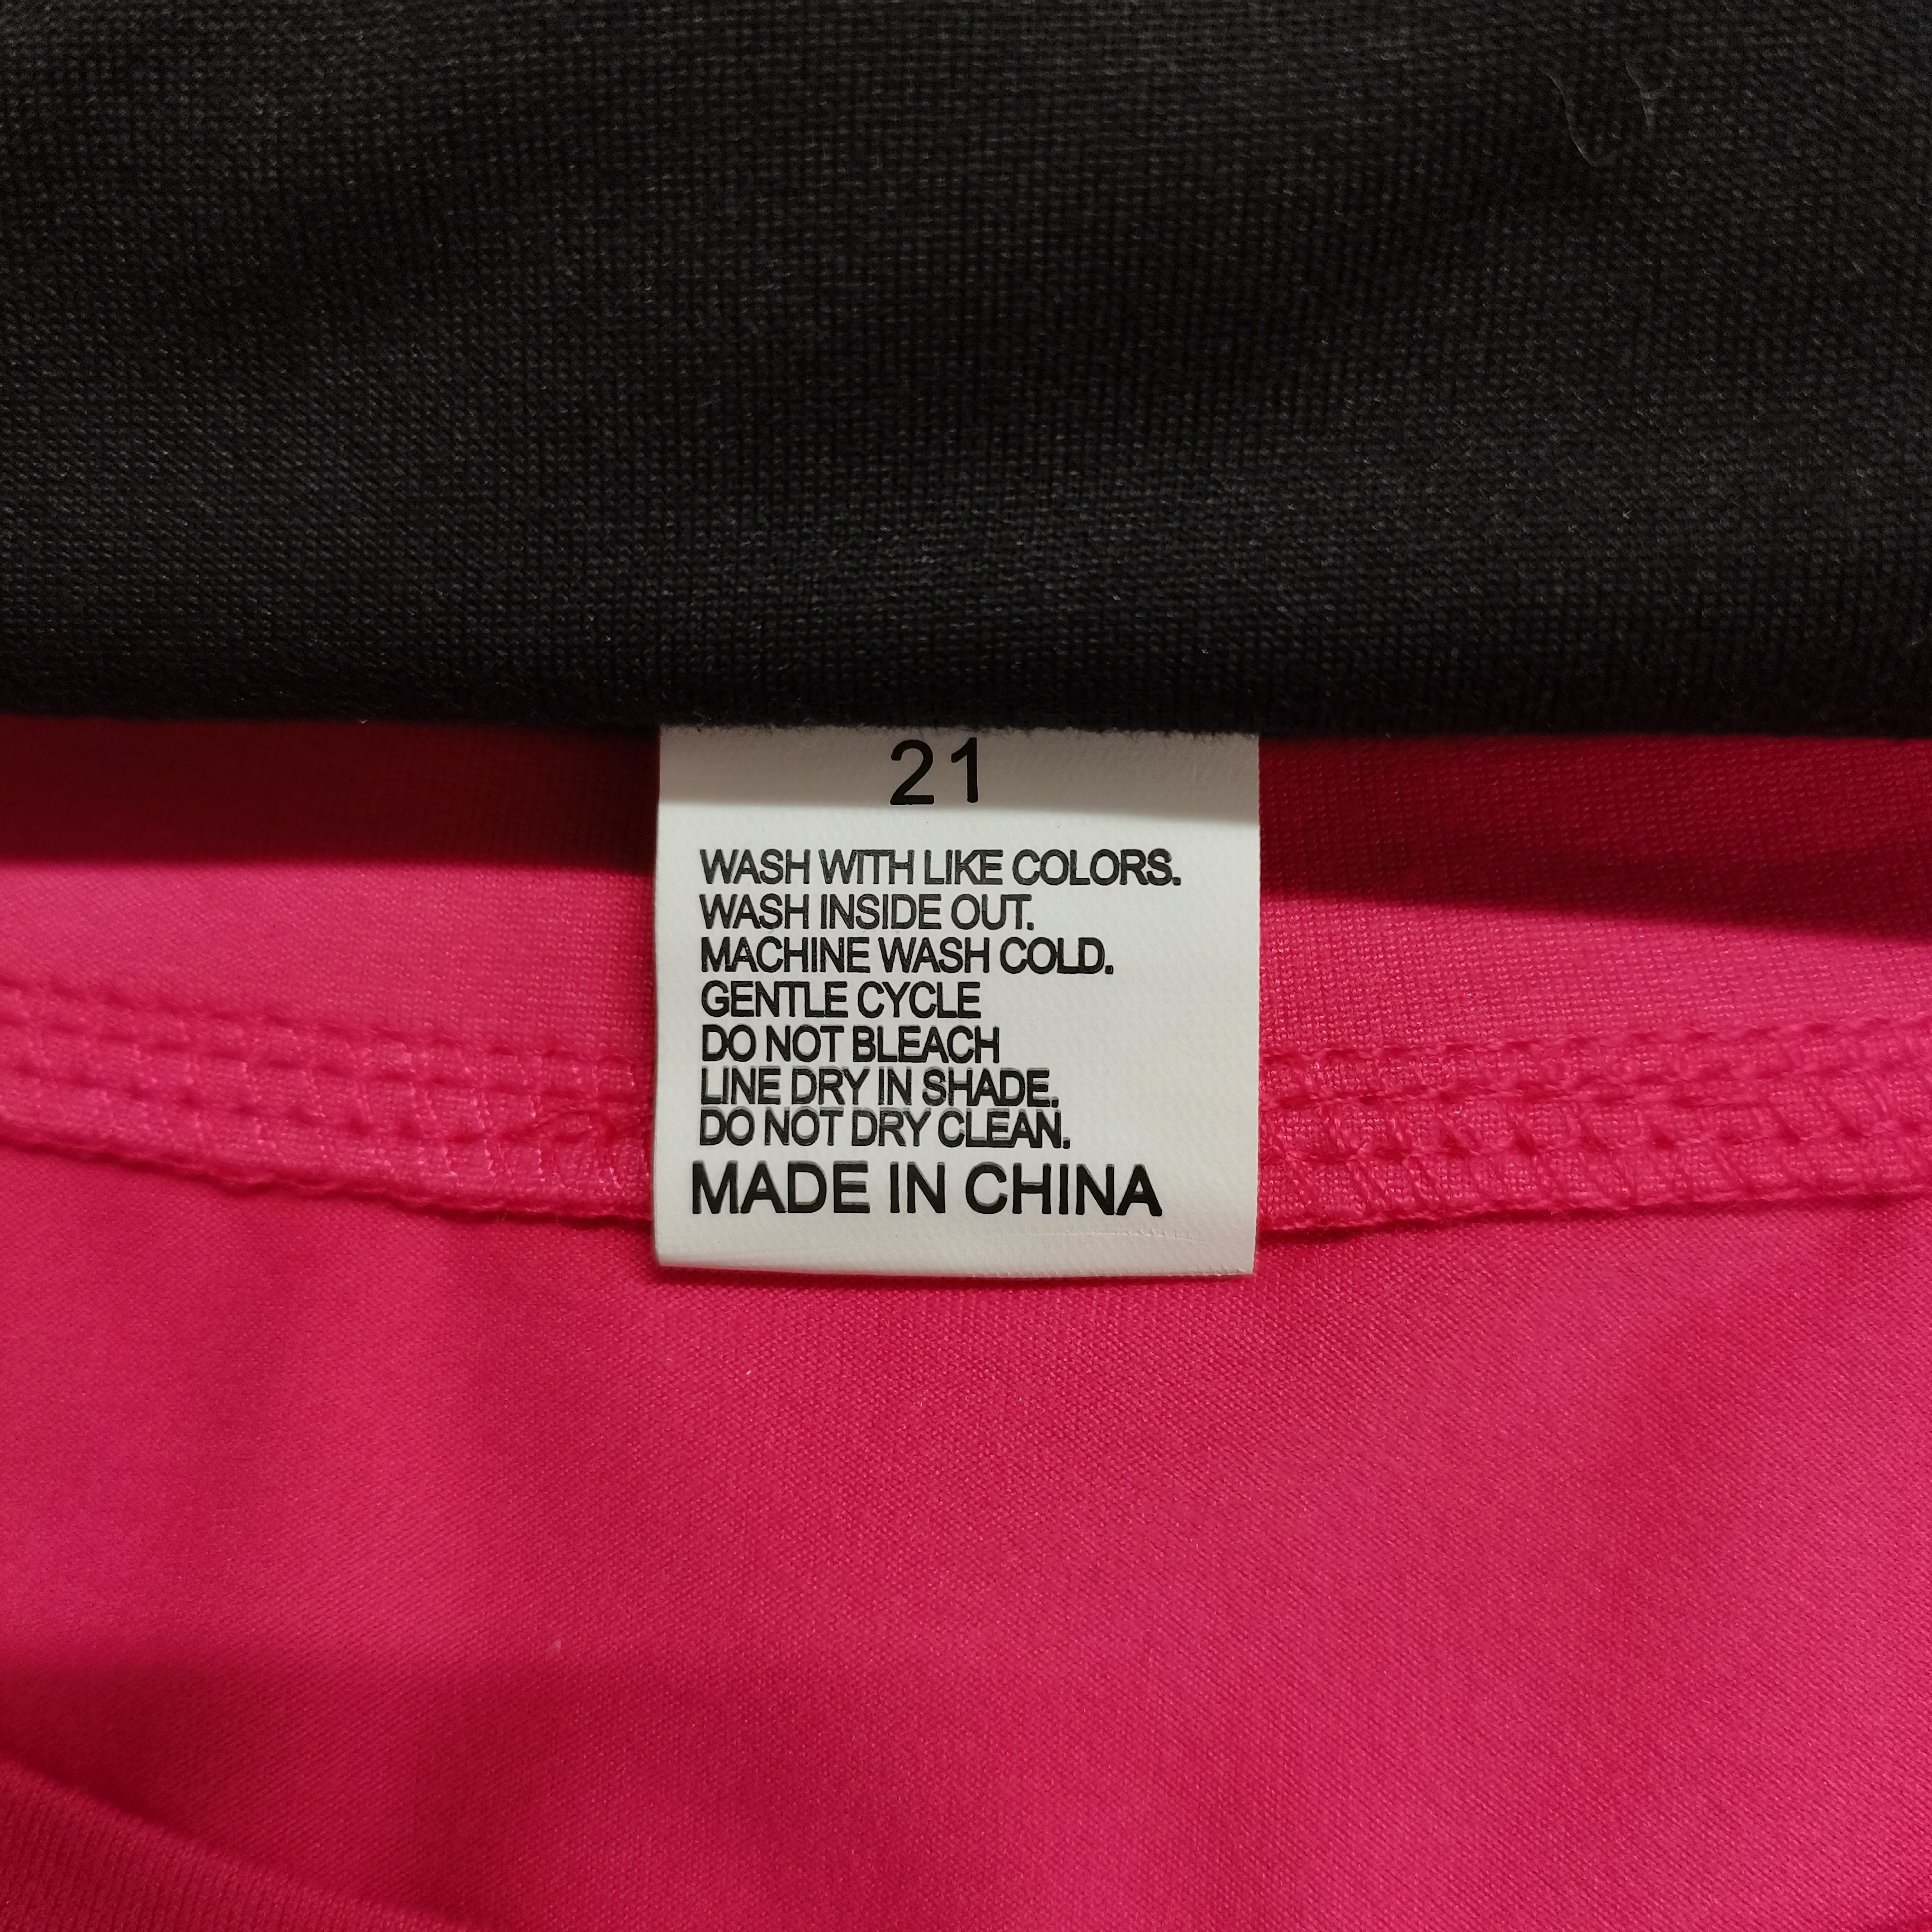 21
WASH WITH LIKE COLORS.
WASH INSIDE OUT.
MACHINE WASH COLD.
GENTLE CYCLE
DO NOT BLEACH
LINE DRY IN SHADE.
DO NOT DRY CLEAN.
MADE IN CHINA